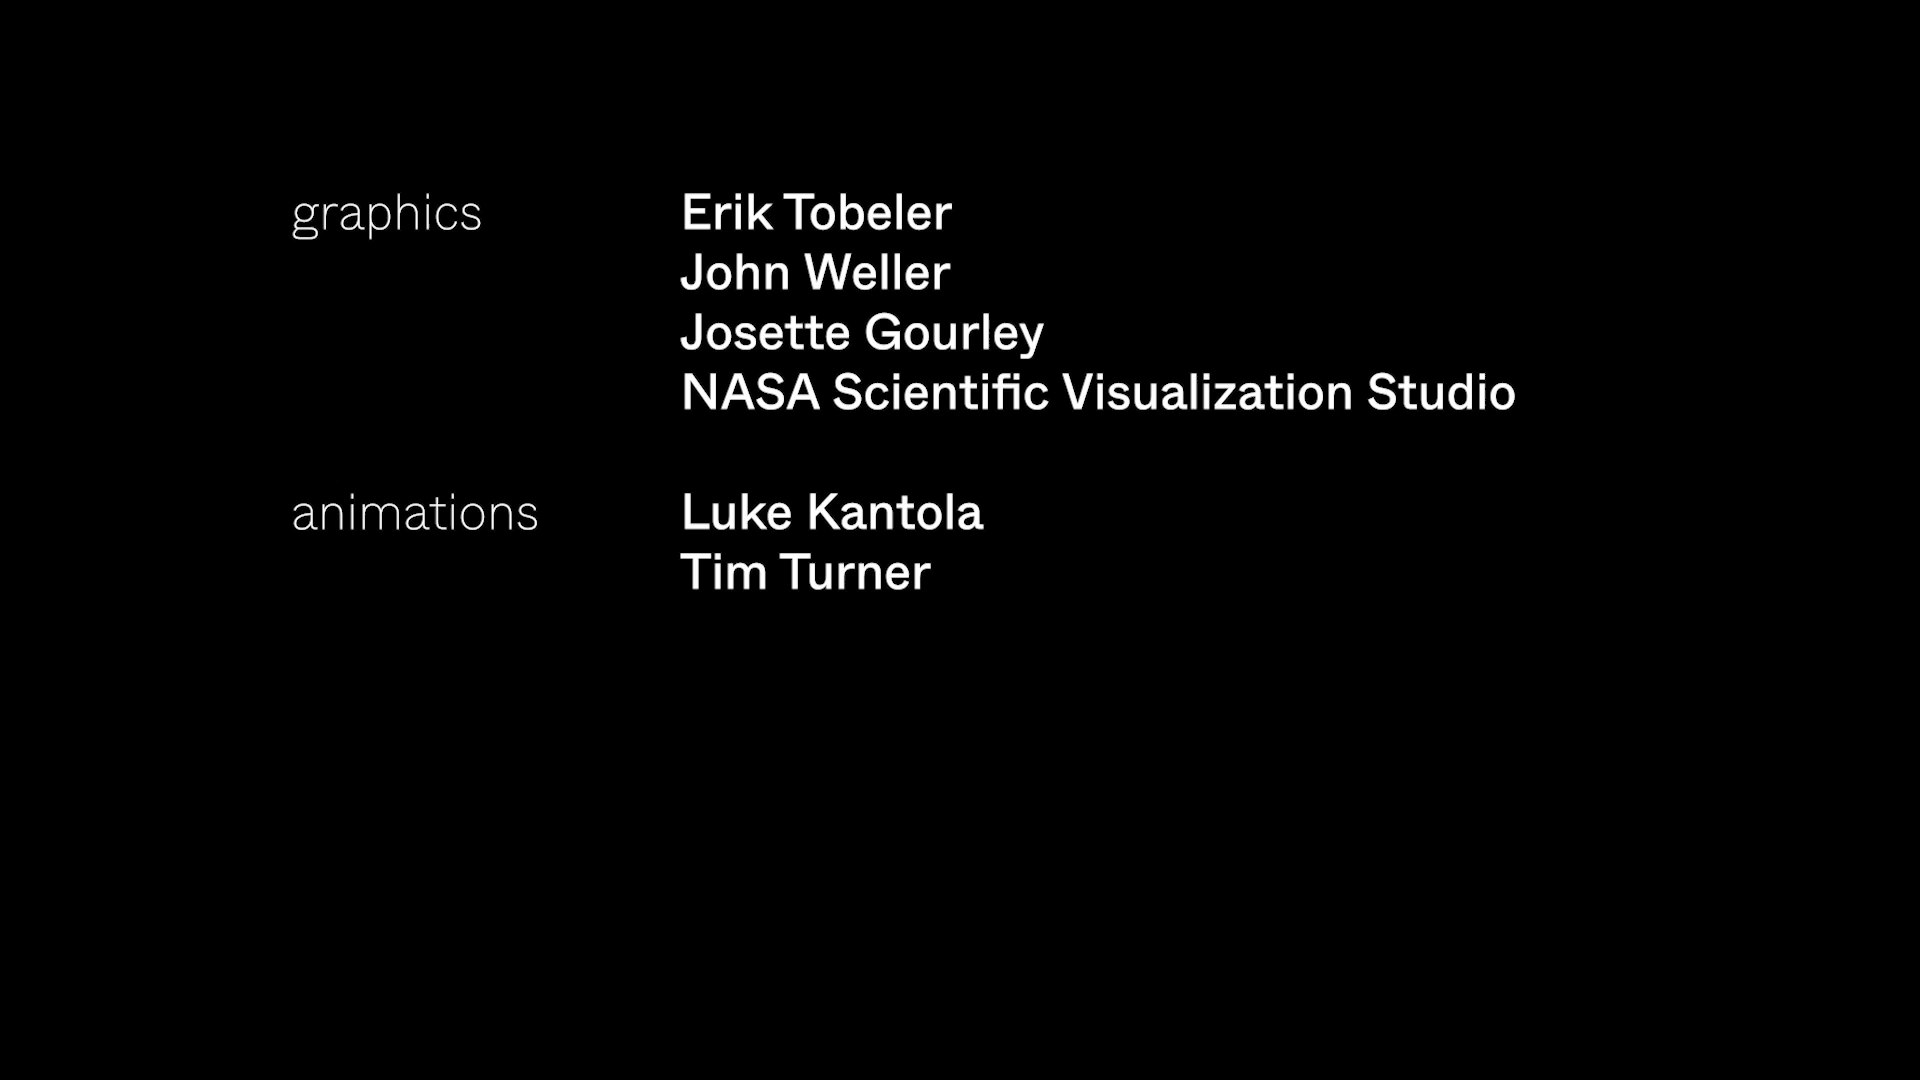 graphics Erik Tobeler
John Weller
Josette Gourley
NASA Scientific Visualization Studio
animations Luke Kantola
Tim Turner